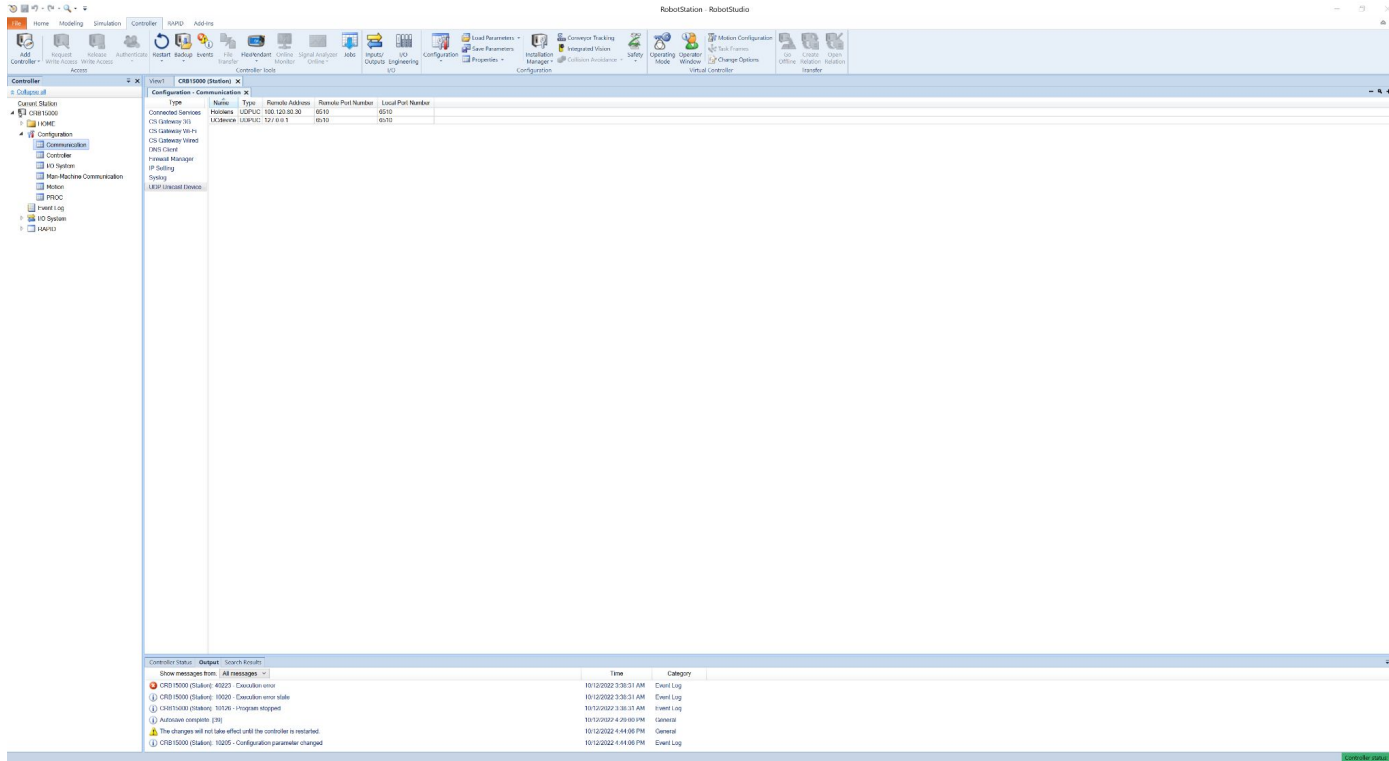 RobotStation - RobotStudio
File Home Modeling Simulation Controller RAPID Add-Ins
Add Controller
Request Write Access
Release Write Access
Authenticate
Restart
Backup
Events
File Transfer
FlexPendant
Online Monitor
Signal Analyzer Online
Jobs
Inputs/ Outputs
I/O Engineering
Configuration
Load Parameters
Save Parameters
Properties
Installation Manager
Conveyor Tracking
Integrated Vision
Collision Avoidance
Safety
Operating Mode
Operator Window
Motion Configuration
Task Frames
Change Options
Go Offline
Create Relation
Open Relation
Access
Controller Tools
I/O
Configuration
Virtual Controller
Transfer
Controller
View1 CRB15000 (Station)
Collapse all
Configuration - Communication
Current Station
CRB15000
HOME
Configuration
Communication
Controller
I/O System
Man-Machine Communication
Motion
PROC
Event Log
I/O System
RAPID
Type
Connected Services
CS Gateway 3G
CS Gateway Wi-Fi
CS Gateway Wired
DNS Client
Firewall Manager
IP Setting
Syslog
UDP Unicast Device
Name Type Remote Address Remote Port Number Local Port Number
Hololens UDPUC 100.120.80.30 6510 6510
UCdevice UDPUC 127.0.0.1 6510 6510
Controller Status Output Search Results
Show messages from: All messages Time Category
CRB15000 (Station): 40223 - Execution error 10/12/2022 3:38:31 AM Event Log
CRB15000 (Station): 10020 - Execution error state 10/12/2022 3:38:31 AM Event Log
CRB15000 (Station): 10126 - Program stopped 10/12/2022 3:38:31 AM Event Log
Autosave complete. [39] 10/12/2022 4:29:00 PM General
The changes will not take effect until the controller is restarted. 10/12/2022 4:44:06 PM General
CRB15000 (Station): 10205 - Configuration parameter changed 10/12/2022 4:44:06 PM Event Log
Controller status